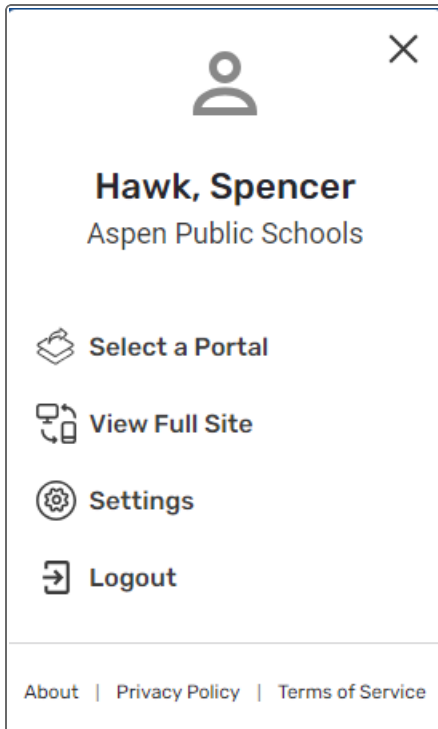 Hawk, Spencer
Aspen Public Schools
Select a Portal
View Full Site
Settings
Logout
About | Privacy Policy | Terms of Service